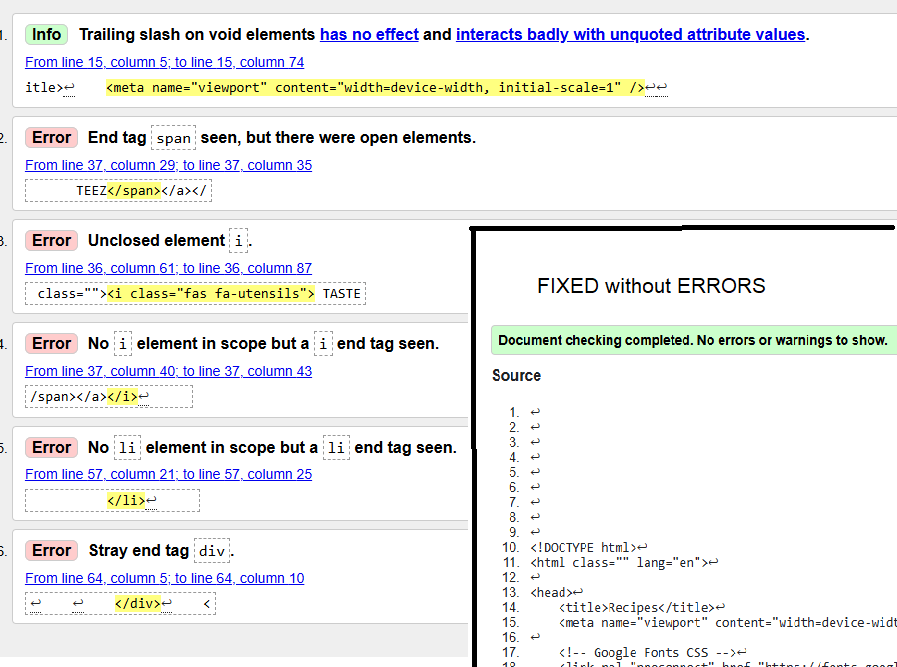 1. Info Trailing slash on void elements has no effect and interacts badly with unquoted attribute values.
From line 15, column 5; to line 15, column 74
itle>↩    <meta name="viewport" content="width=device-width, initial-scale=1" />↩↩
2. Error End tag span seen, but there were open elements.
From line 37, column 29; to line 37, column 35
TEEZ</span></a></
3. Error Unclosed element i.
From line 36, column 61; to line 36, column 87
class=""><i class="fas fa-utensils"> TASTE
4. Error No i element in scope but a i end tag seen.
From line 37, column 40; to line 37, column 43
/span></a></i>↩
5. Error No li element in scope but a li end tag seen.
From line 57, column 21; to line 57, column 25
</li>↩
6. Error Stray end tag div.
From line 64, column 5; to line 64, column 10
↩    ↩    </div>↩    <
FIXED without ERRORS
Document checking completed. No errors or warnings to show.
Source
1. ↩
2. ↩
3. ↩
4. ↩
5. ↩
6. ↩
7. ↩
8. ↩
9. ↩
10. <!DOCTYPE html>↩
11. <html class="" lang="en">↩
12. ↩
13. <head>↩
14. <title>Recipes</title>↩
15. <meta name="viewport" content="width=device-widt
16. ↩
17. <!-- Google Fonts CSS -->↩
18. <link rel="preconnect" href="https://fonts.googl